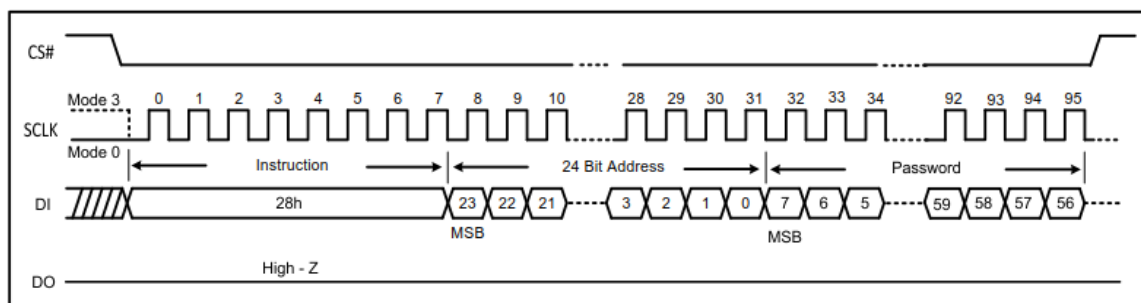 CS#
Mode 3 0 1 2 3 4 5 6 7 8 9 10 28 29 30 31 32 33 34 92 93 94 95
SCLK
Mode 0
Instruction 24 Bit Address Password
DI 28h 23 22 21 3 2 1 0 7 6 5 59 58 57 56
MSB MSB
High - Z
DO